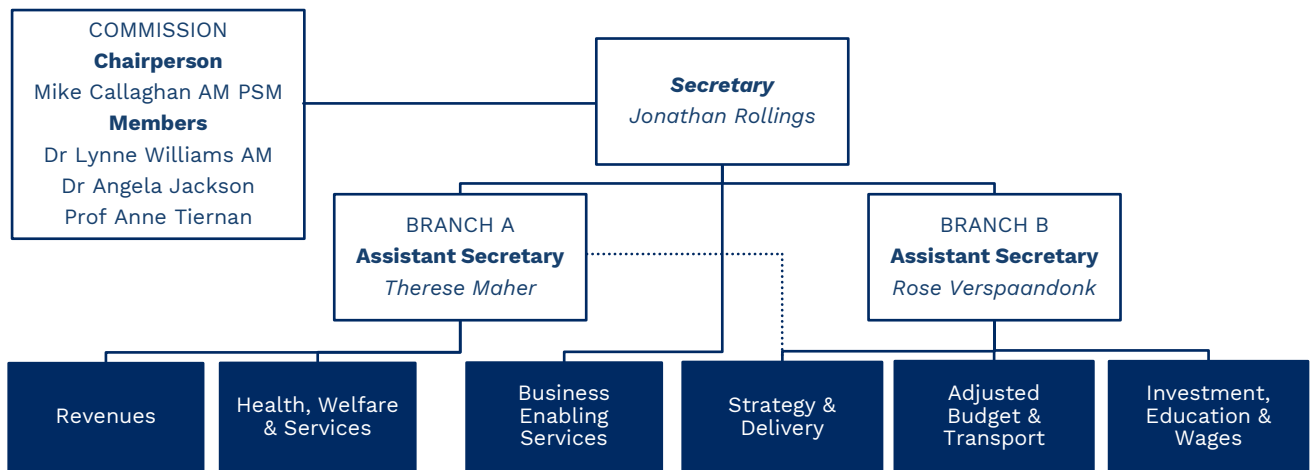 COMMISSION
Chairperson
Mike Callaghan AM PSM
Members
Dr Lynne Williams AM
Dr Angela Jackson
Prof Anne Tiernan
Secretary
Jonathan Rollings
BRANCH A
Assistant Secretary
Therese Maher
BRANCH B
Assistant Secretary
Rose Verspaandonk
Revenues
Health, Welfare
& Services
Business
Enabling
Services
Strategy &
Delivery
Adjusted
Budget &
Transport
Investment,
Education &
Wages